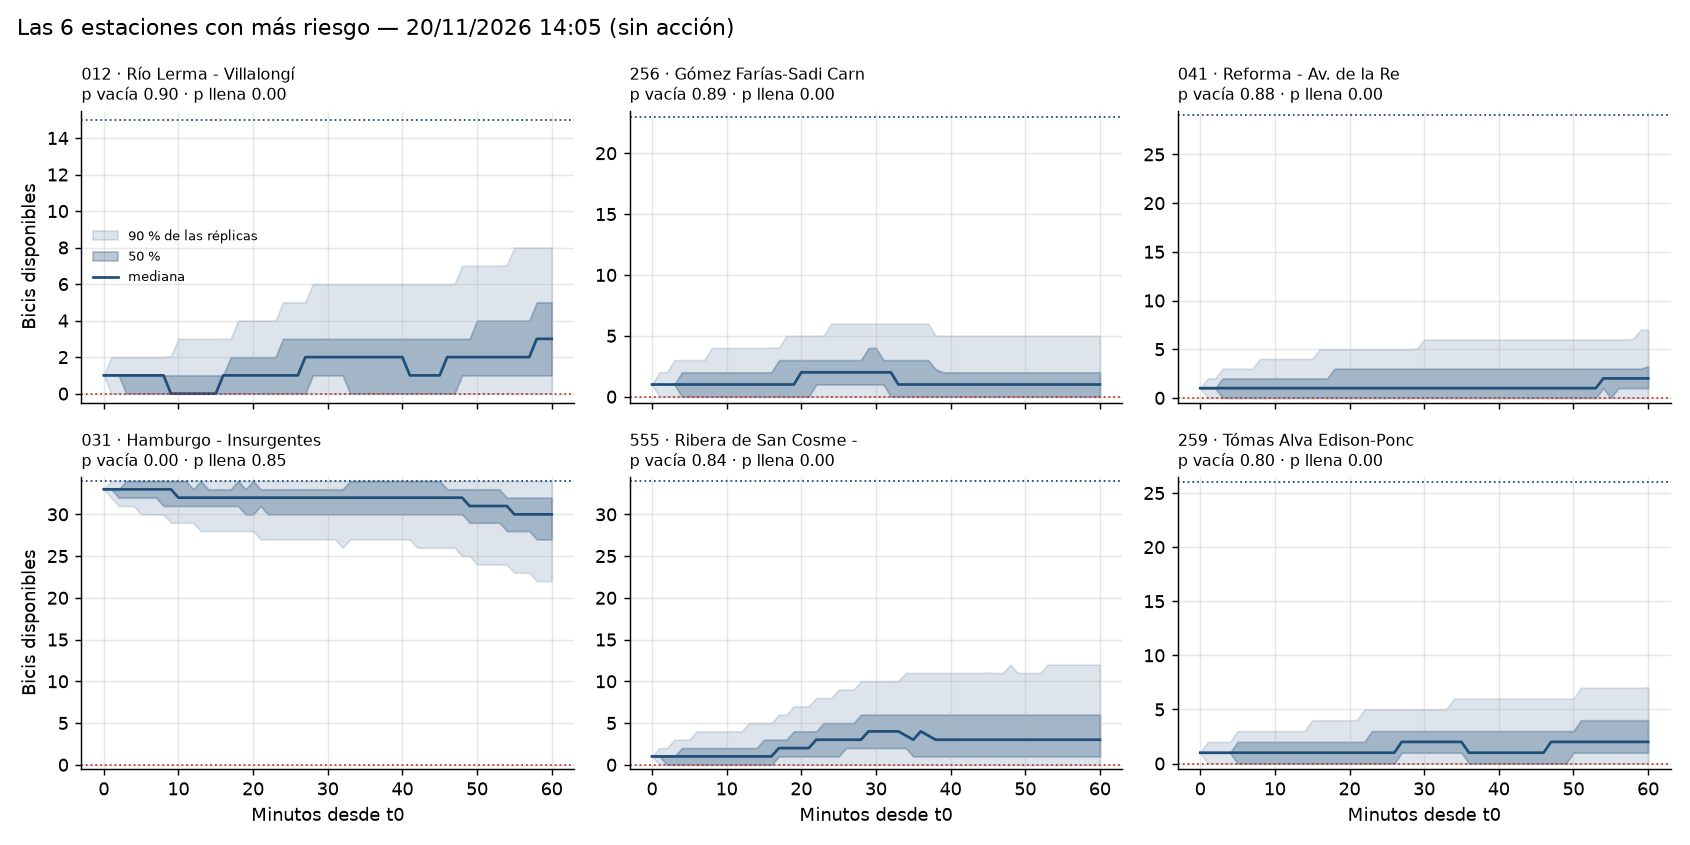 Las 6 estaciones con más riesgo — 20/11/2026 14:05 (sin acción)
012 · Río Lerma - Villalongí
p vacía 0.90 · p llena 0.00
256 · Gómez Farías-Sadi Carn
p vacía 0.89 · p llena 0.00
041 · Reforma - Av. de la Re
p vacía 0.88 · p llena 0.00
Bicis disponibles
14
12
10
8
6
4
2
0
90 % de las réplicas
50 %
mediana
20
15
10
5
0
25
20
15
10
5
0
031 · Hamburgo - Insurgentes
p vacía 0.00 · p llena 0.85
555 · Ribera de San Cosme -
p vacía 0.84 · p llena 0.00
259 · Tómas Alva Edison-Ponc
p vacía 0.80 · p llena 0.00
Bicis disponibles
30
25
20
15
10
5
0
30
25
20
15
10
5
0
25
20
15
10
5
0
0 10 20 30 40 50 60
0 10 20 30 40 50 60
0 10 20 30 40 50 60
Minutos desde t0
Minutos desde t0
Minutos desde t0